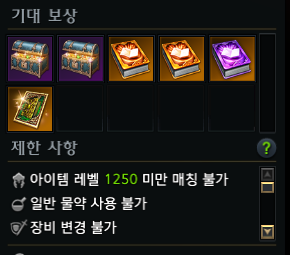 기대 보상
제한 사항
?
아이템 레벨 1250 미만 매칭 불가
일반 물약 사용 불가
장비 변경 불가